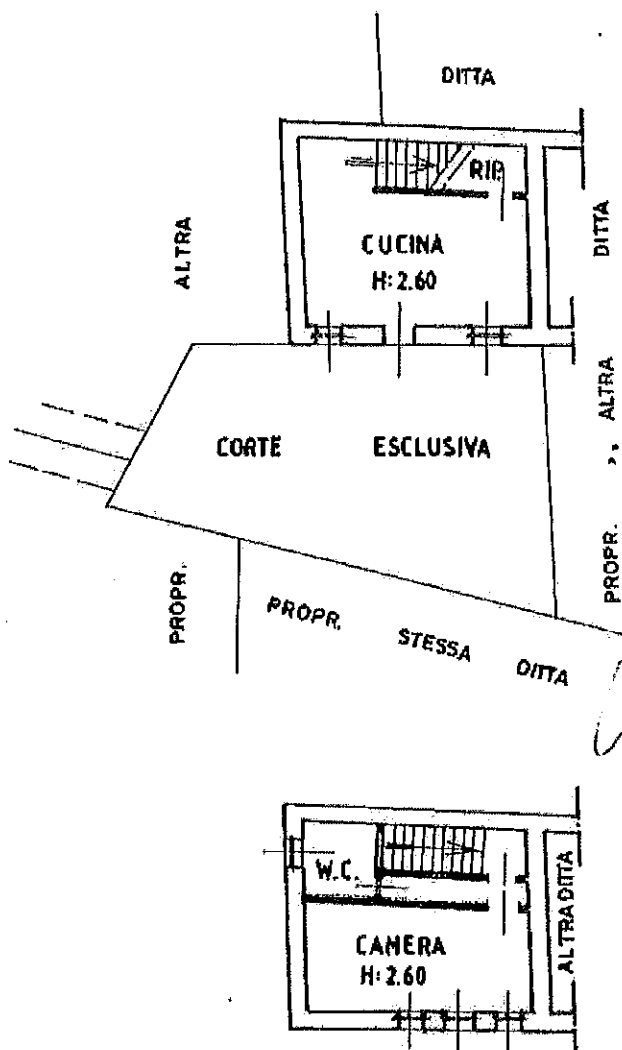 DITTA
RIP
CUCINA
H: 2.60
ALTRA
DITTA
CORTE ESCLUSIVA
ALTRA
PROPR.
PROPR.
PROPR. STESSA DITTA
W.C.
CAMERA
H: 2.60
ALTRA DITTA